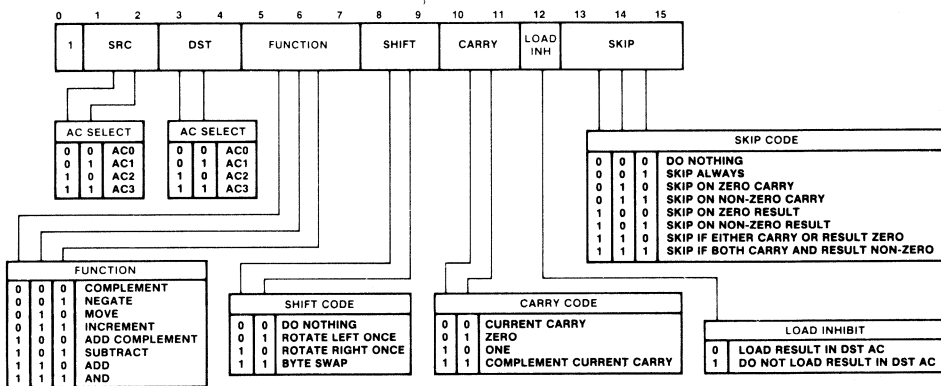 0 1 2 3 4 5 6 7 8 9 10 11 12 13 14 15
1 SRC DST FUNCTION SHIFT CARRY LOAD INH SKIP
AC SELECT
0 0 AC0
0 1 AC1
1 0 AC2
1 1 AC3
AC SELECT
0 0 AC0
0 1 AC1
1 0 AC2
1 1 AC3
SKIP CODE
0 0 0 DO NOTHING
0 0 1 SKIP ALWAYS
0 1 0 SKIP ON ZERO CARRY
0 1 1 SKIP ON NON-ZERO CARRY
1 0 0 SKIP ON ZERO RESULT
1 0 1 SKIP ON NON-ZERO RESULT
1 1 0 SKIP IF EITHER CARRY OR RESULT ZERO
1 1 1 SKIP IF BOTH CARRY AND RESULT NON-ZERO
FUNCTION
0 0 0 COMPLEMENT
0 0 1 NEGATE
0 1 0 MOVE
0 1 1 INCREMENT
1 0 0 ADD COMPLEMENT
1 0 1 SUBTRACT
1 1 0 ADD
1 1 1 AND
SHIFT CODE
0 0 DO NOTHING
0 1 ROTATE LEFT ONCE
1 0 ROTATE RIGHT ONCE
1 1 BYTE SWAP
CARRY CODE
0 0 CURRENT CARRY
0 1 ZERO
1 0 ONE
1 1 COMPLEMENT CURRENT CARRY
LOAD INHIBIT
0 LOAD RESULT IN DST AC
1 DO NOT LOAD RESULT IN DST AC